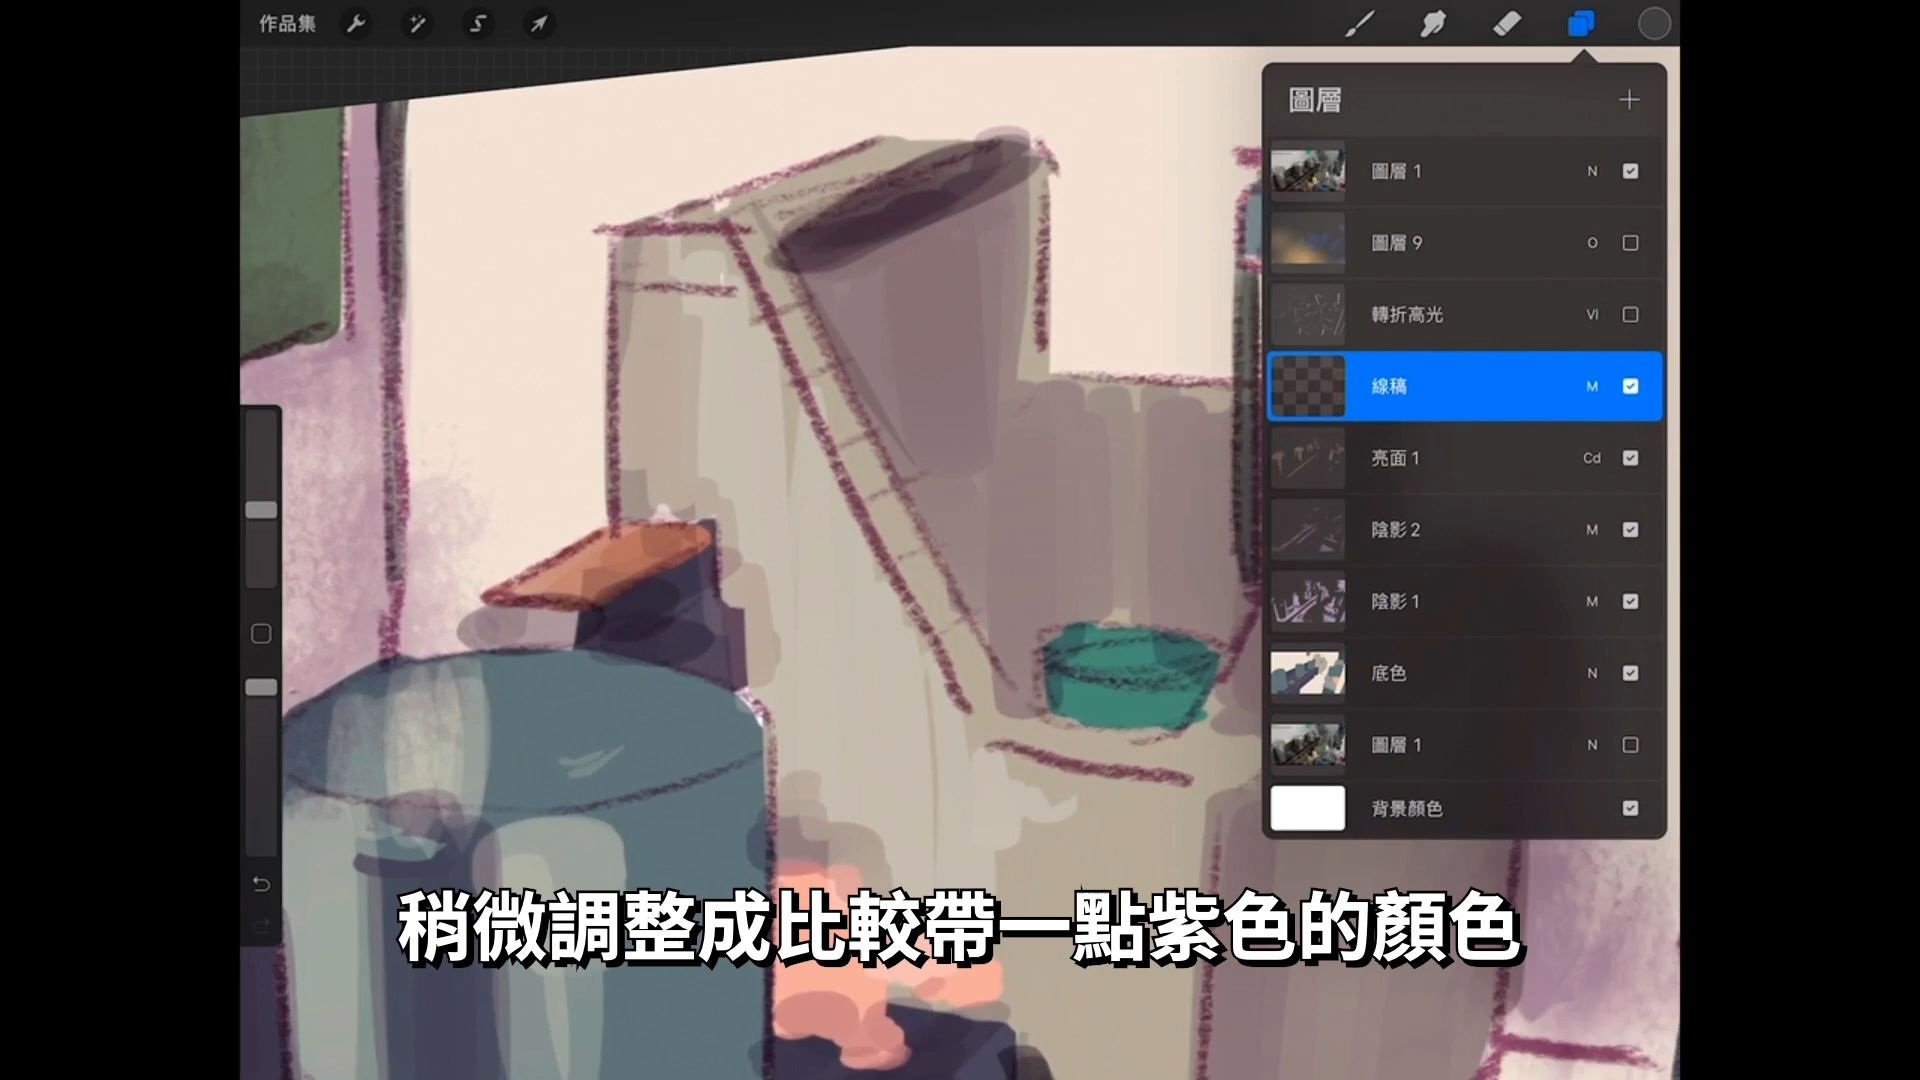 作品集
圖層
圖層 1 N
圖層 9 O
轉折高光 Vl
線稿 M
亮面 1 Cd
陰影 2 M
陰影 1 M
底色 N
圖層 1 N
背景顏色
稍微調整成比較帶一點紫色的顏色